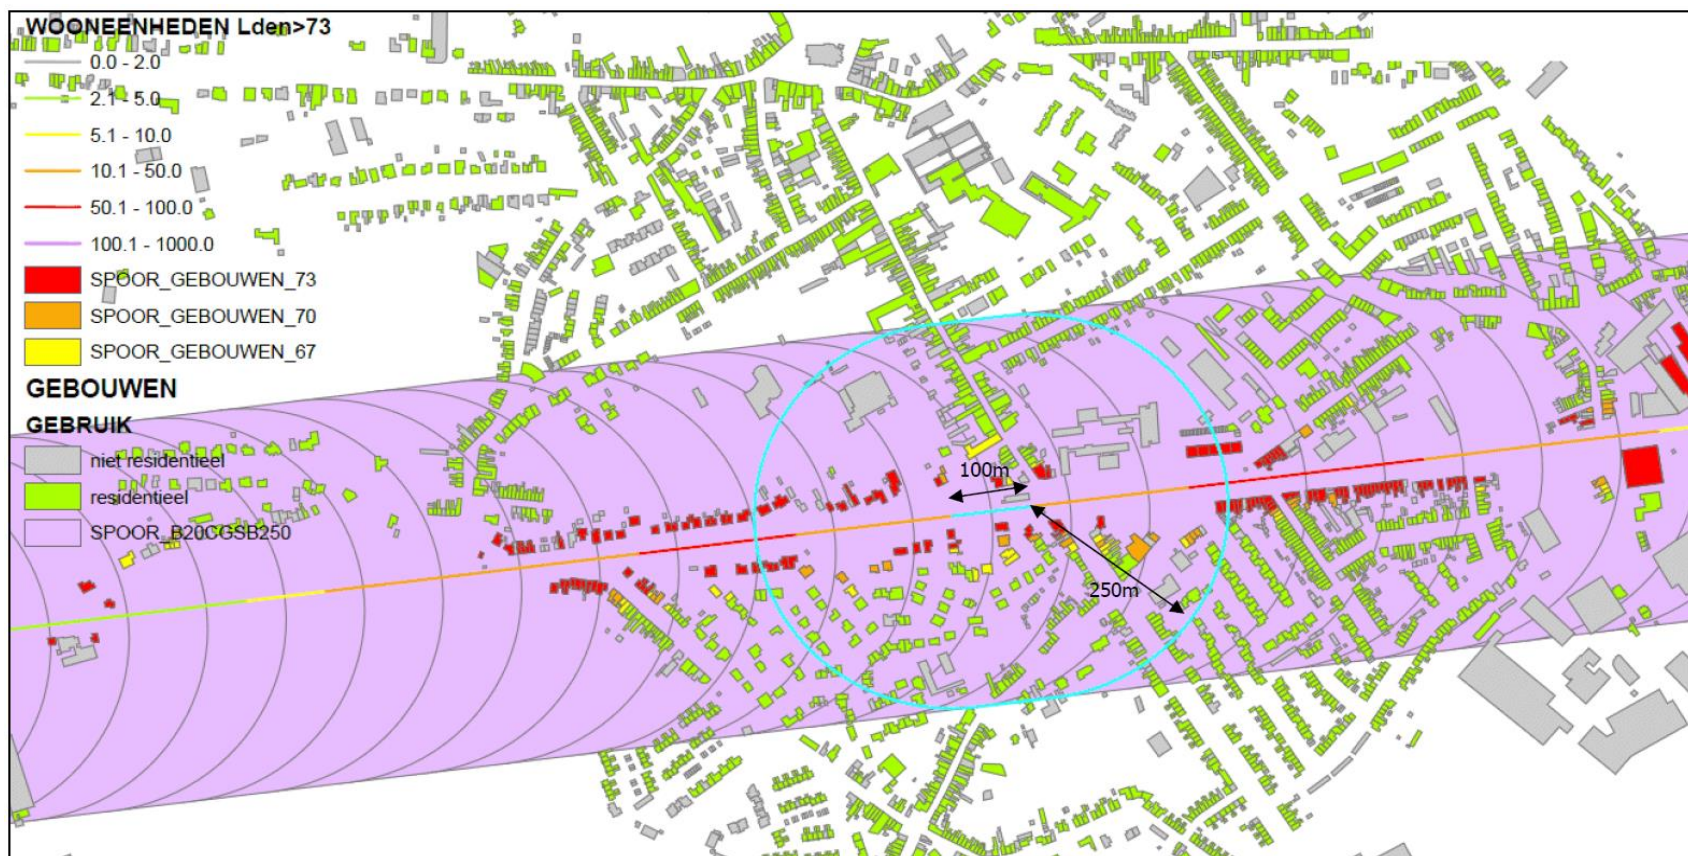 WOONEENHEDEN Lden>73
0.0 - 2.0
2.1 - 5.0
5.1 - 10.0
10.1 - 50.0
50.1 - 100.0
100.1 - 1000.0
SPOOR_GEBOUWEN_73
SPOOR_GEBOUWEN_70
SPOOR_GEBOUWEN_67
GEBOUWEN
GEBRUIK
niet residentieel
residentieel
SPOOR_B20CGSB250
100m
250m